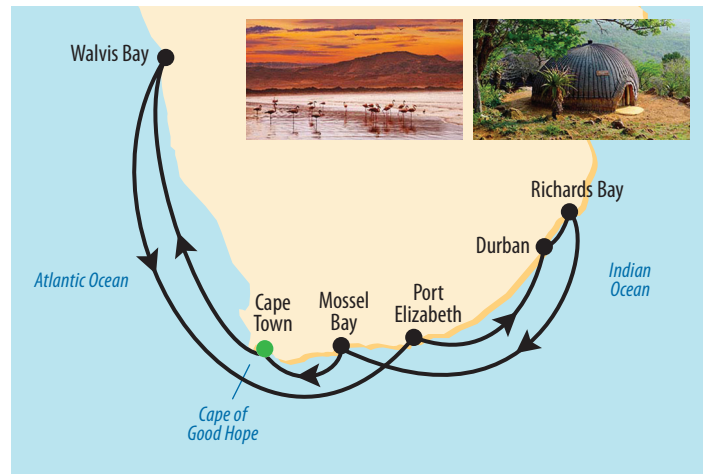 Walvis Bay
Richards Bay
Durban
Indian
Ocean
Atlantic Ocean
Cape
Town
Mossel
Bay
Port
Elizabeth
Cape of
Good Hope